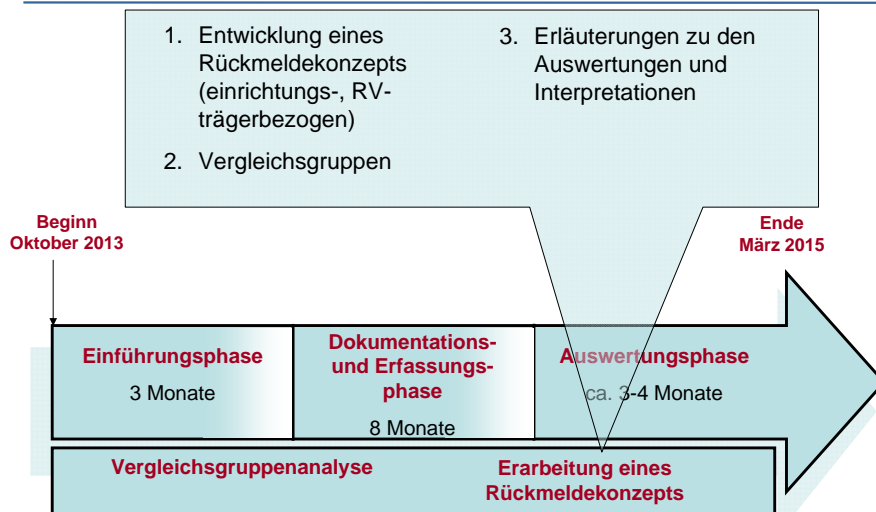 1. Entwicklung eines
Rückmeldekonzepts
(einrichtungs-, RV-
trägerbezogen)
2. Vergleichsgruppen
3. Erläuterungen zu den
Auswertungen und
Interpretationen
Beginn
Oktober 2013
Ende
März 2015
Einführungsphase
3 Monate
Dokumentations-
und Erfassungs-
phase
8 Monate
Auswertungsphase
ca. 3-4 Monate
Vergleichsgruppenanalyse
Erarbeitung eines
Rückmeldekonzepts